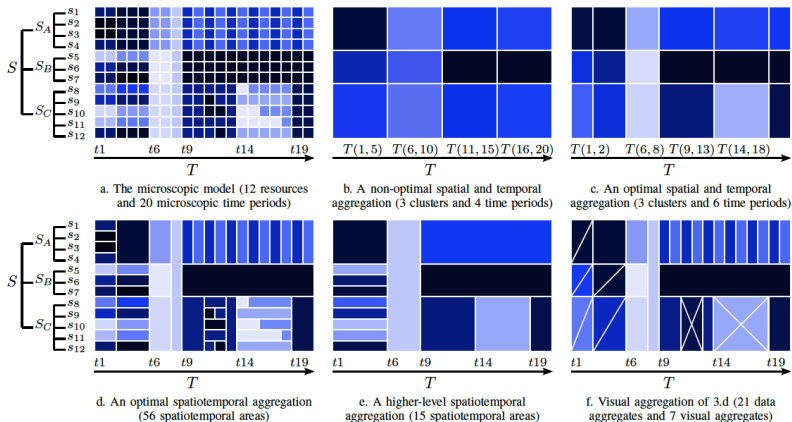 S
S_A
S_B
S_C
s1
s2
s3
s4
s5
s6
s7
s8
s9
s10
s11
s12
t1 t6 t9 t14 t19
T
a. The microscopic model (12 resources
and 20 microscopic time periods)
T(1,5) T(6,10) T(11,15) T(16,20)
T
b. A non-optimal spatial and temporal
aggregation (3 clusters and 4 time periods)
T(1,2) T(6,8) T(9,13) T(14,18)
T
c. An optimal spatial and temporal
aggregation (3 clusters and 6 time periods)
S
S_A
S_B
S_C
s1
s2
s3
s4
s5
s6
s7
s8
s9
s10
s11
s12
t1 t6 t9 t14 t19
T
d. An optimal spatiotemporal aggregation
(56 spatiotemporal areas)
t1 t6 t9 t14 t19
T
e. A higher-level spatiotemporal
aggregation (15 spatiotemporal areas)
t1 t6 t9 t14 t19
T
f. Visual aggregation of 3.d (21 data
aggregates and 7 visual aggregates)